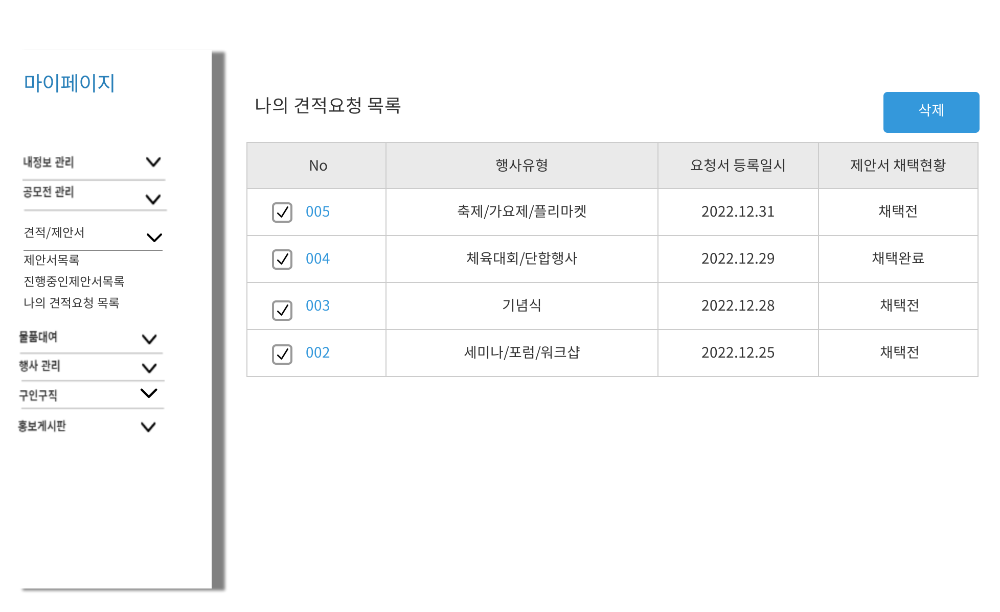 마이페이지
내정보 관리
공모전 관리
견적/제안서
제안서목록
진행중인제안서목록
나의 견적요청 목록
물품대여
행사 관리
구인구직
홍보게시판
나의 견적요청 목록
삭제
No 행사유형 요청서 등록일시 제안서 채택현황
005 축제/가요제/플리마켓 2022.12.31 채택전
004 체육대회/단합행사 2022.12.29 채택완료
003 기념식 2022.12.28 채택전
002 세미나/포럼/워크샵 2022.12.25 채택전